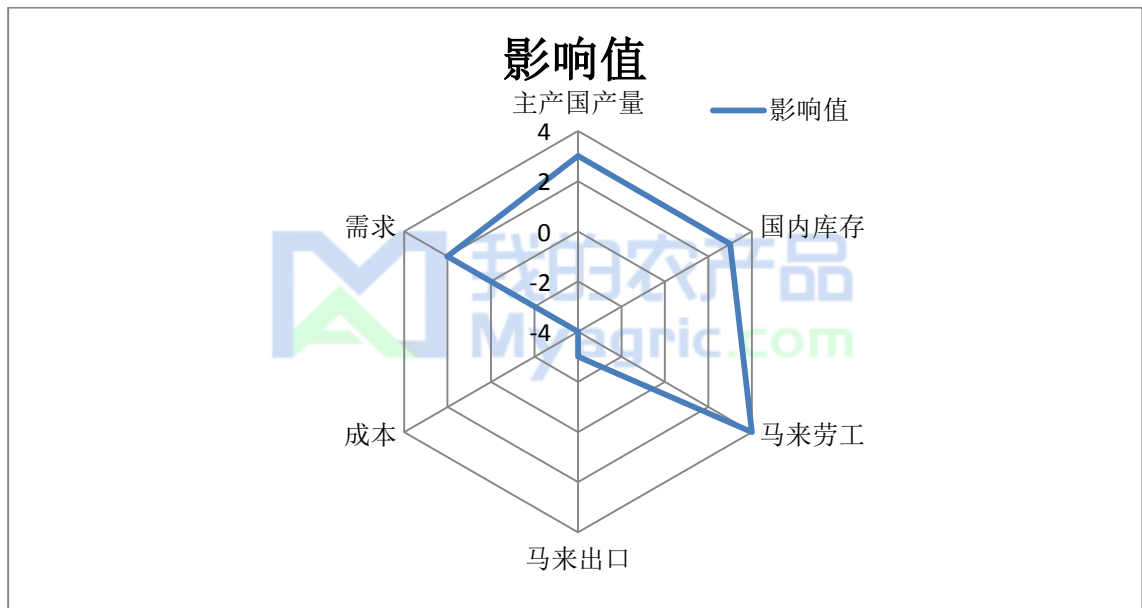 影响值
主产国产量
影响值
4
2
0
-2
-4
国内库存
马来劳工
马来出口
成本
需求
我的农产品
Myagric.com